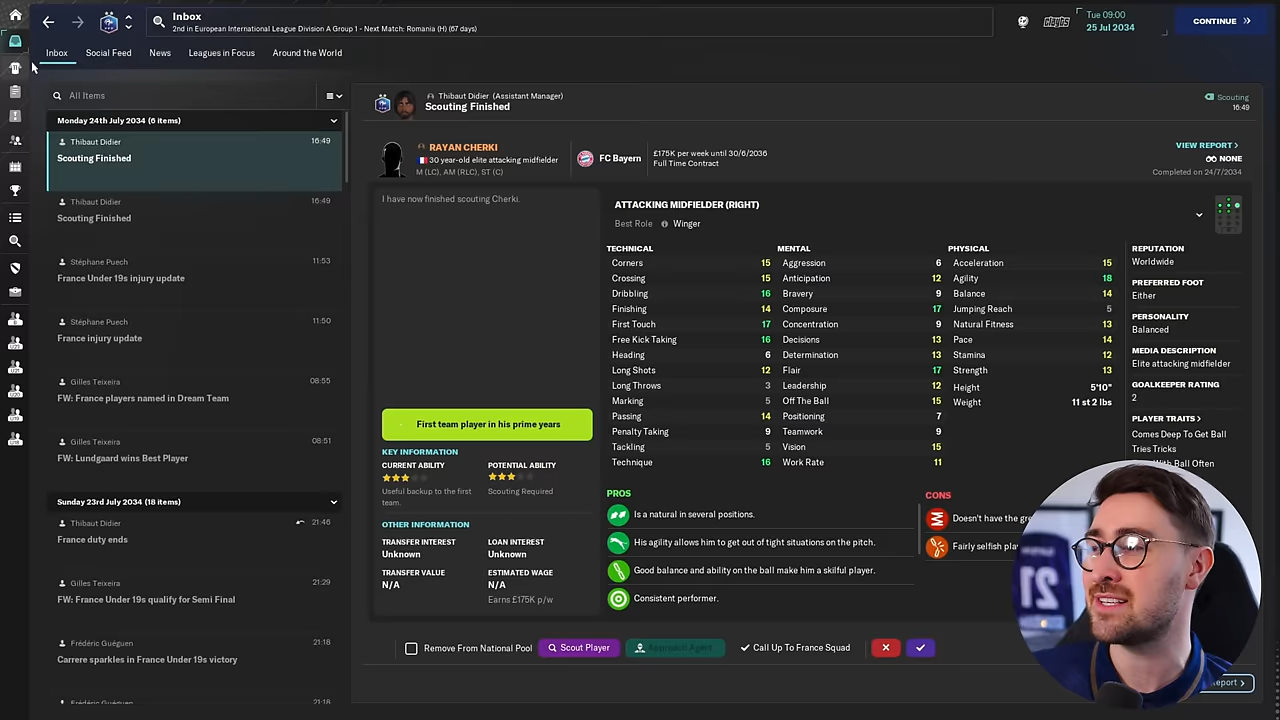 Inbox
2nd in European International League Division A Group 1 - Next Match: Romania (H) (67 days)
Tue 09:00
25 Jul 2034
CONTINUE
Inbox
Social Feed
News
Leagues in Focus
Around the World
All Items
Monday 24th July 2034 (6 items)
Thibaut Didier
16:49
Scouting Finished
Thibaut Didier
16:49
Scouting Finished
Stéphane Puech
11:53
France Under 19s injury update
Stéphane Puech
11:50
France injury update
Gilles Teixeira
08:55
FW: France players named in Dream Team
Gilles Teixeira
08:51
FW: Lundgaard wins Best Player
Sunday 23rd July 2034 (18 items)
Thibaut Didier
21:46
France duty ends
Gilles Teixeira
21:29
FW: France Under 19s qualify for Semi Final
Frédéric Guéguen
21:18
Carrere sparkles in France Under 19s victory
21:18
Thibaut Didier (Assistant Manager)
Scouting Finished
Scouting
16:49
RAYAN CHERKI
30 year-old elite attacking midfielder
M (LC), AM (RLC), ST (C)
FC Bayern
£175K per week until 30/6/2036
Full Time Contract
VIEW REPORT >
NONE
Completed on 24/7/2034
I have now finished scouting Cherki.
First team player in his prime years
KEY INFORMATION
CURRENT ABILITY
Useful backup to the first team.
POTENTIAL ABILITY
Scouting Required
OTHER INFORMATION
TRANSFER INTEREST
Unknown
LOAN INTEREST
Unknown
TRANSFER VALUE
N/A
ESTIMATED WAGE
N/A
Earns £175K p/w
ATTACKING MIDFIELDER (RIGHT)
Best Role
Winger
TECHNICAL
Corners 15
Crossing 15
Dribbling 16
Finishing 14
First Touch 17
Free Kick Taking 16
Heading 6
Long Shots 12
Long Throws 3
Marking 5
Passing 14
Penalty Taking 9
Tackling 5
Technique 16
MENTAL
Aggression 6
Anticipation 12
Bravery 9
Composure 17
Concentration 9
Decisions 13
Determination 13
Flair 17
Leadership 12
Off The Ball 15
Positioning 7
Teamwork 9
Vision 15
Work Rate 11
PHYSICAL
Acceleration 15
Agility 18
Balance 14
Jumping Reach 5
Natural Fitness 13
Pace 14
Stamina 12
Strength 13
Height 5'10"
Weight 11 st 2 lbs
REPUTATION
Worldwide
PREFERRED FOOT
Either
PERSONALITY
Balanced
MEDIA DESCRIPTION
Elite attacking midfielder
GOALKEEPER RATING
2
PLAYER TRAITS >
Comes Deep To Get Ball
Tries Tricks
With Ball Often
PROS
Is a natural in several positions.
His agility allows him to get out of tight situations on the pitch.
Good balance and ability on the ball make him a skilful player.
Consistent performer.
CONS
Doesn't have the
Fairly selfish
Remove From National Pool
Scout Player
Approach Agent
Call Up To France Squad
21